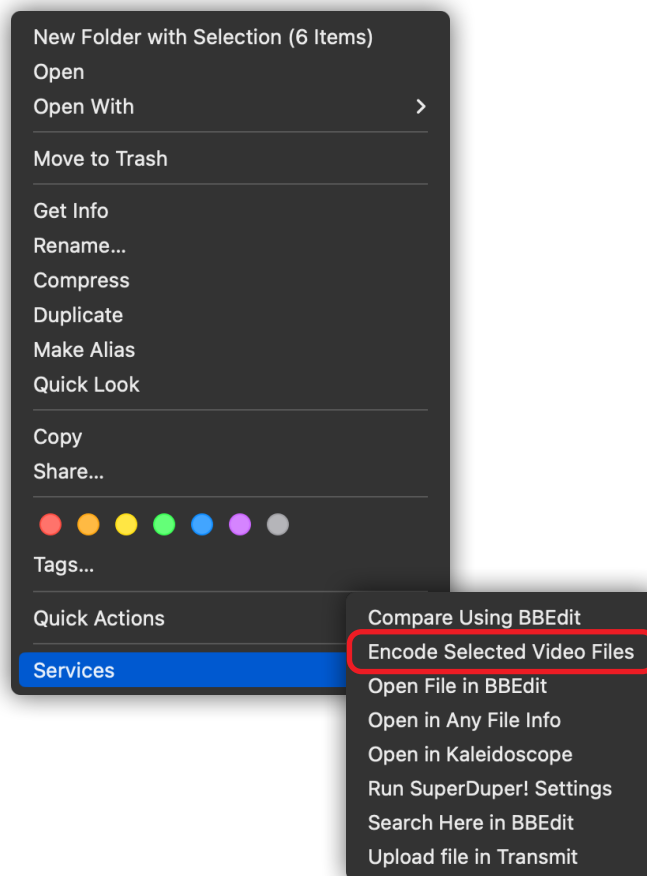 New Folder with Selection (6 Items)
Open
Open With
Move to Trash
Get Info
Rename...
Compress
Duplicate
Make Alias
Quick Look
Copy
Share...
Tags...
Quick Actions
Services
Compare Using BBEdit
Encode Selected Video Files
Open File in BBEdit
Open in Any File Info
Open in Kaleidoscope
Run SuperDuper! Settings
Search Here in BBEdit
Upload file in Transmit